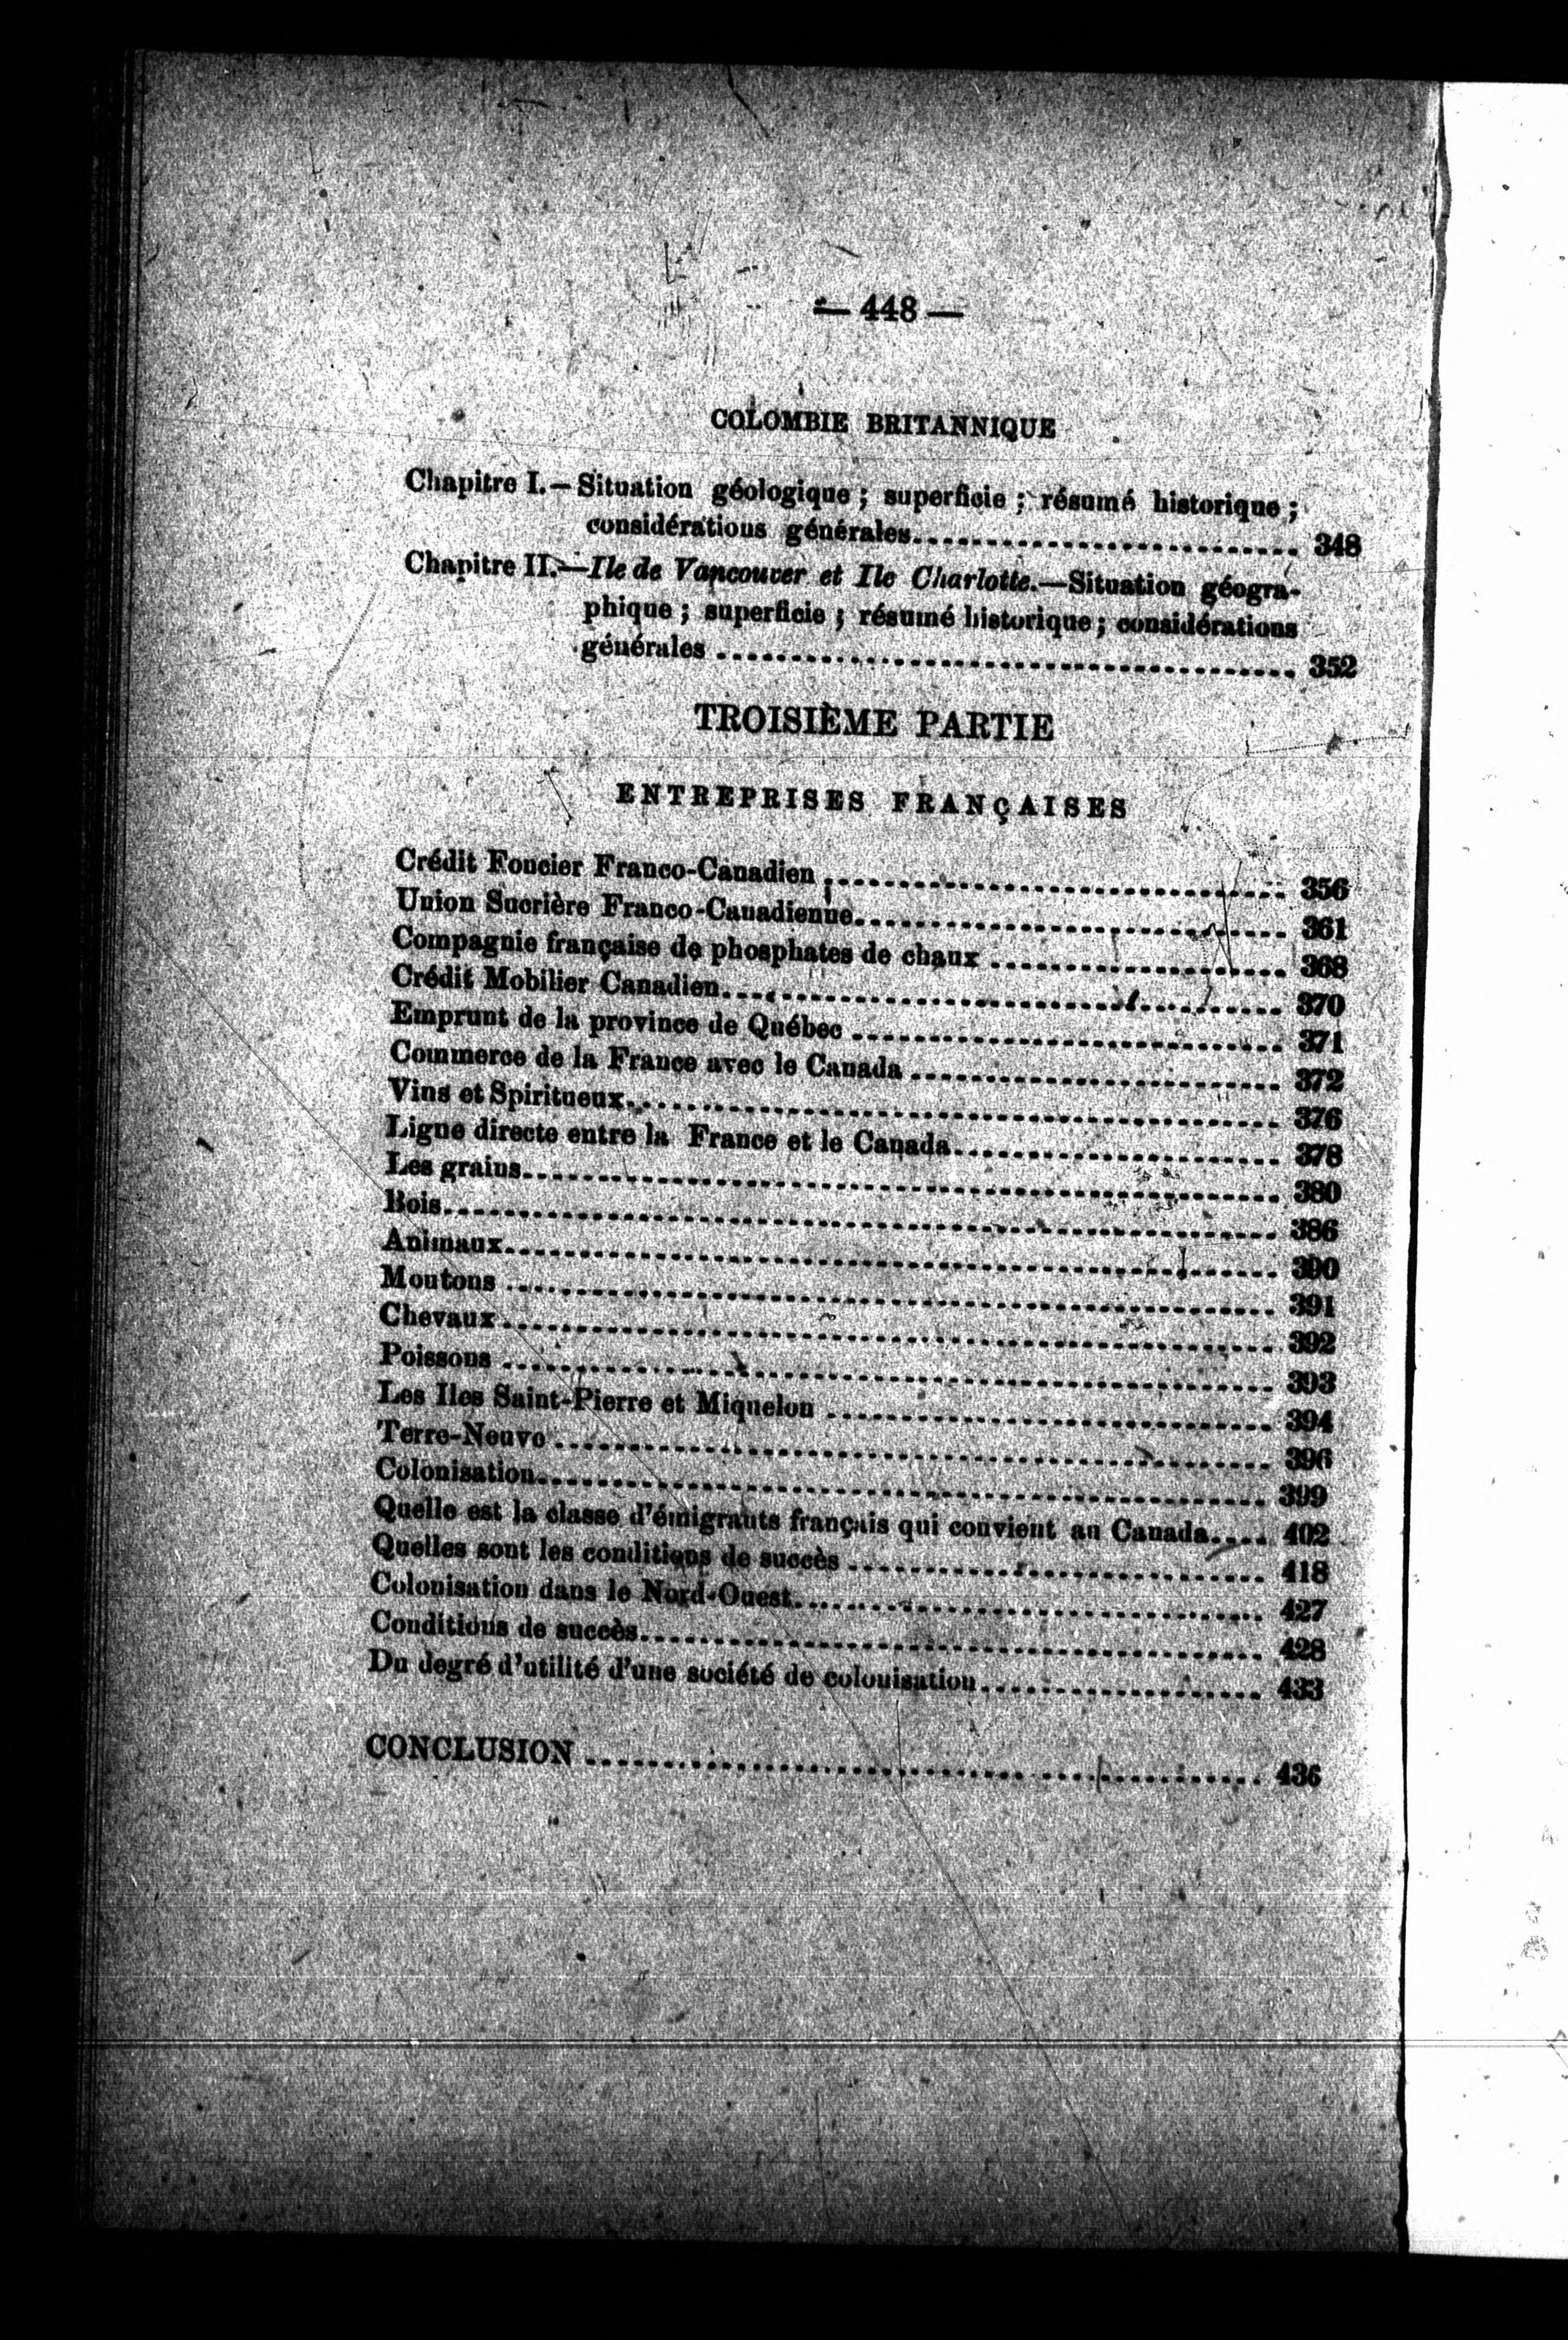 — 448 —
COLOMBIE BRITANNIQUE
Chapitre I.—Situation géologique ; superficie ; résumé historique ;
considérations générales.......................... 348
Chapitre II.—Ile de Vancouver et Ile Charlotte.—Situation géogra-
phique ; superficie ; résumé historique ; considérations
générales ....................................... 352
TROISIÈME PARTIE
ENTREPRISES FRANÇAISES
Crédit Foncier Franco-Canadien ............................... 356
Union Sucrière Franco-Canadienne............................. 361
Compagnie française de phosphates de chaux .................... 368
Crédit Mobilier Canadien...................................... 370
Emprunt de la province de Québec ............................. 371
Commerce de la France avec le Canada ......................... 372
Vins et Spiritueux............................................ 376
Ligne directe entre la France et le Canada...................... 378
Les grains.................................................... 380
Bois.......................................................... 386
Animaux...................................................... 390
Moutons ..................................................... 391
Chevaux..................................................... 392
Poissons ..................................................... 393
Les Iles Saint-Pierre et Miquelon .............................. 394
Terre-Neuve .................................................. 396
Colonisation.................................................. 399
Quelle est la classe d'émigrants français qui convient au Canada.... 402
Quelles sont les conditions de succès ............................ 418
Colonisation dans le Nord-Ouest................................ 427
Conditions de succès........................................... 428
Du degré d'utilité d'une société de colonisation................... 433
CONCLUSION ............................................... 436